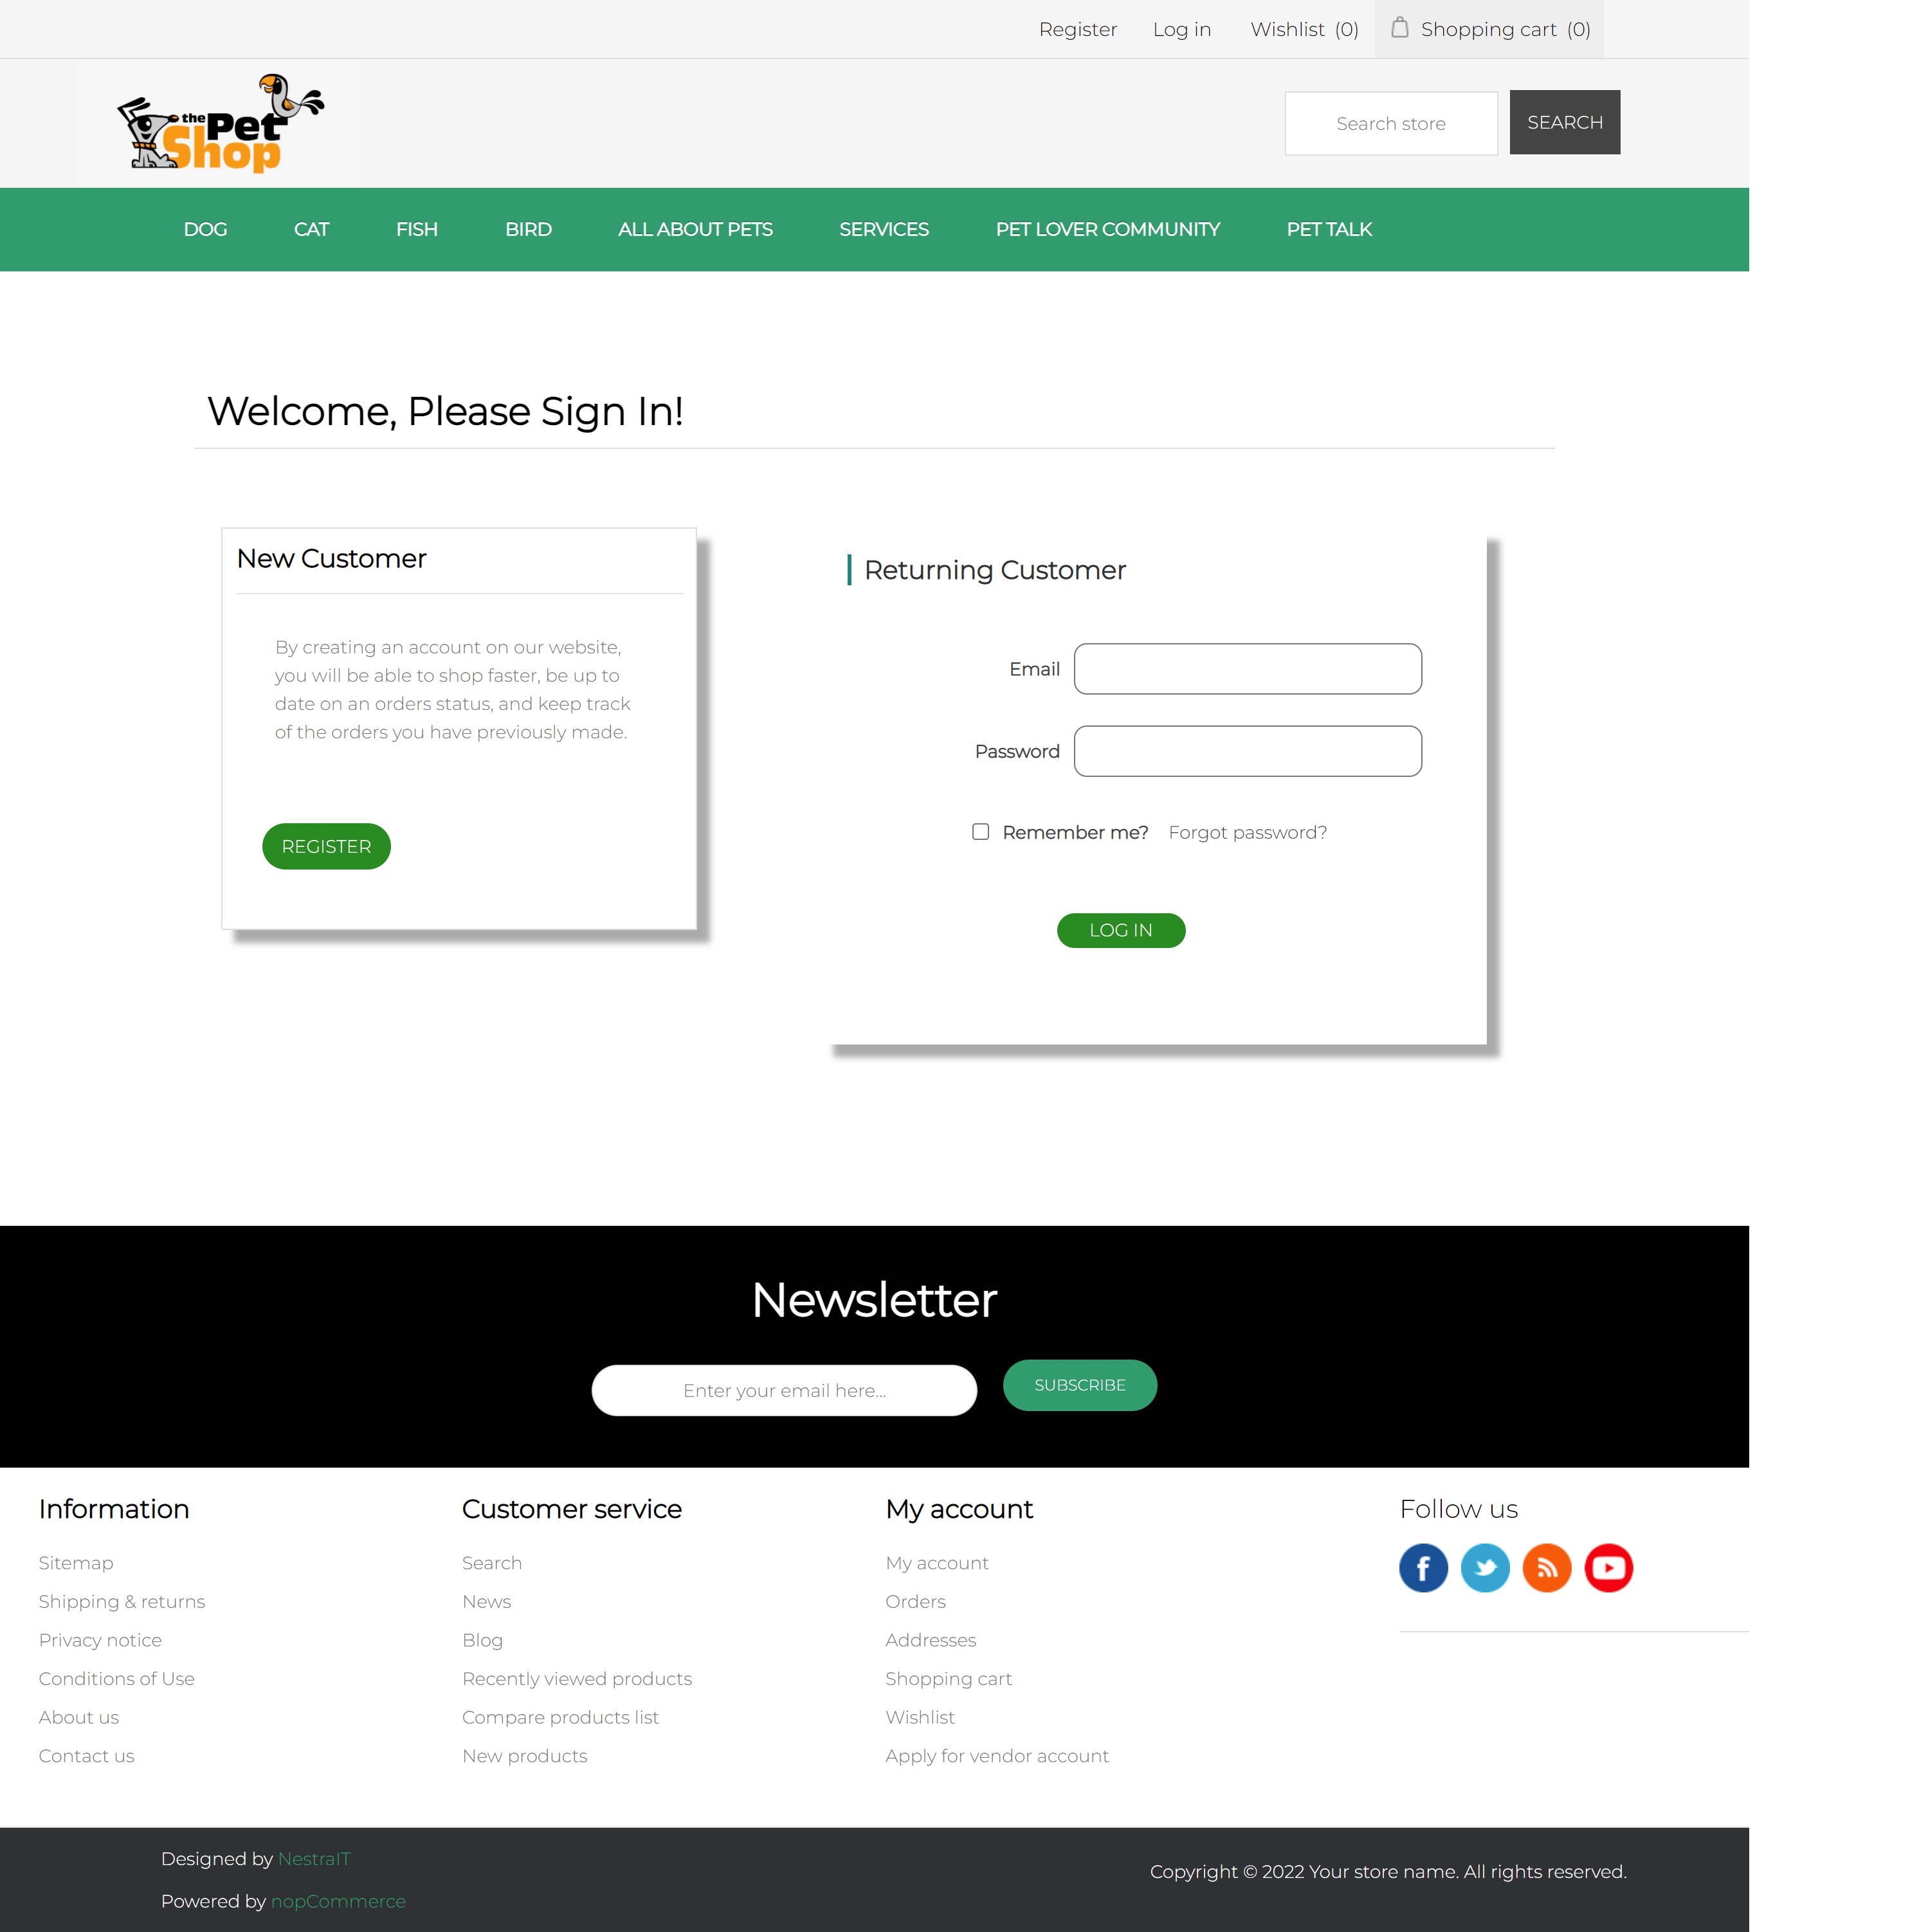 Register Log in Wishlist (0) Shopping cart (0)
the Pet Shop
Search store SEARCH
DOG CAT FISH BIRD ALL ABOUT PETS SERVICES PET LOVER COMMUNITY PET TALK
Welcome, Please Sign In!
New Customer
By creating an account on our website,
you will be able to shop faster, be up to
date on an orders status, and keep track
of the orders you have previously made.
REGISTER
Returning Customer
Email
Password
Remember me? Forgot password?
LOG IN
Newsletter
Enter your email here... SUBSCRIBE
Information
Sitemap
Shipping & returns
Privacy notice
Conditions of Use
About us
Contact us
Customer service
Search
News
Blog
Recently viewed products
Compare products list
New products
My account
My account
Orders
Addresses
Shopping cart
Wishlist
Apply for vendor account
Follow us
Designed by NestraIT
Powered by nopCommerce
Copyright © 2022 Your store name. All rights reserved.